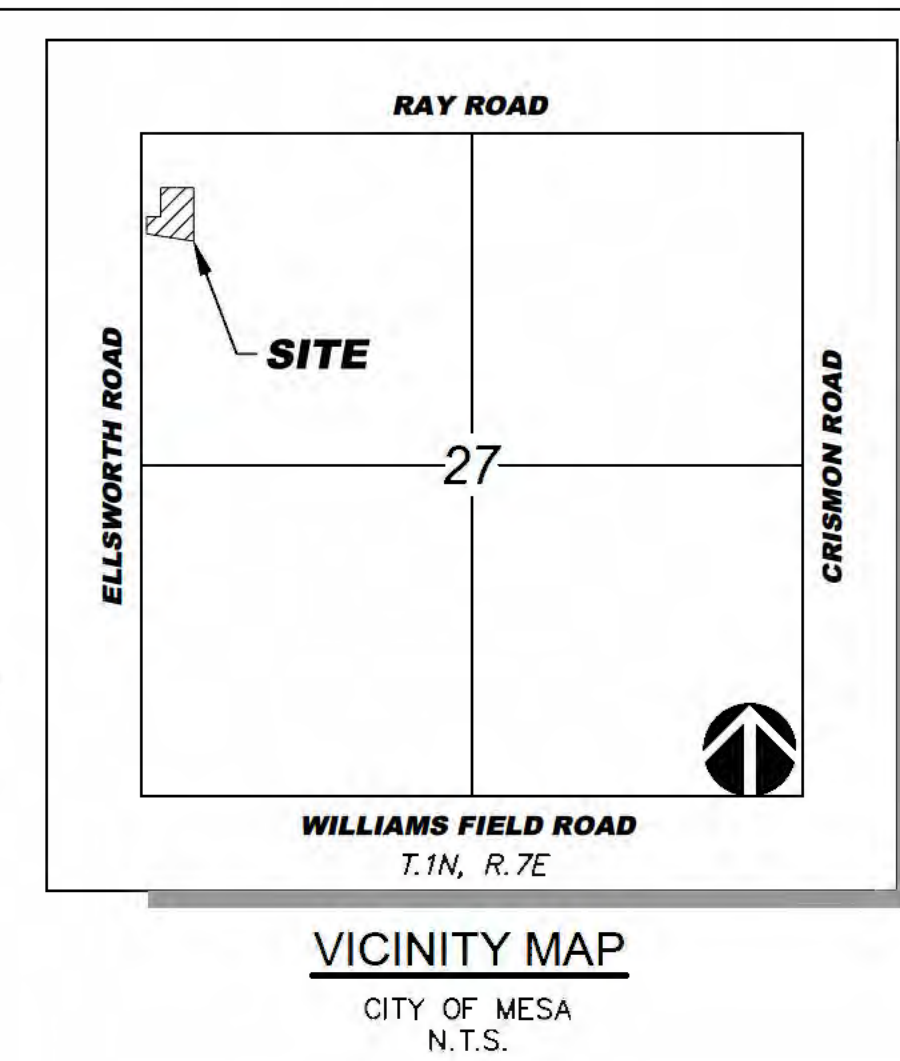 RAY ROAD
SITE
ELLSWORTH ROAD
27
CRISMON ROAD
WILLIAMS FIELD ROAD
T.1N, R.7E
VICINITY MAP
CITY OF MESA
N.T.S.